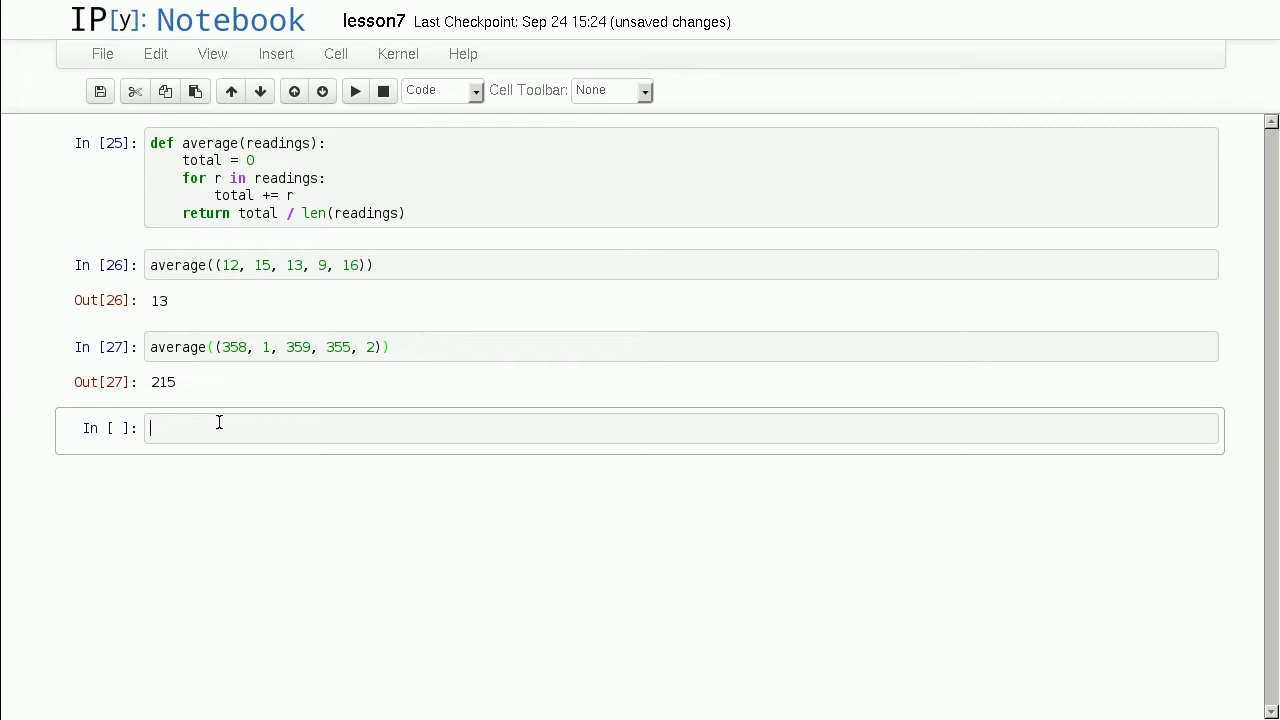 IP[y]: Notebook lesson7 Last Checkpoint: Sep 24 15:24 (unsaved changes)
File Edit View Insert Cell Kernel Help
Code Cell Toolbar: None
In [25]: def average(readings):
total = 0
for r in readings:
total += r
return total / len(readings)
In [26]: average((12, 15, 13, 9, 16))
Out[26]: 13
In [27]: average((358, 1, 359, 355, 2))
Out[27]: 215
In [ ]: